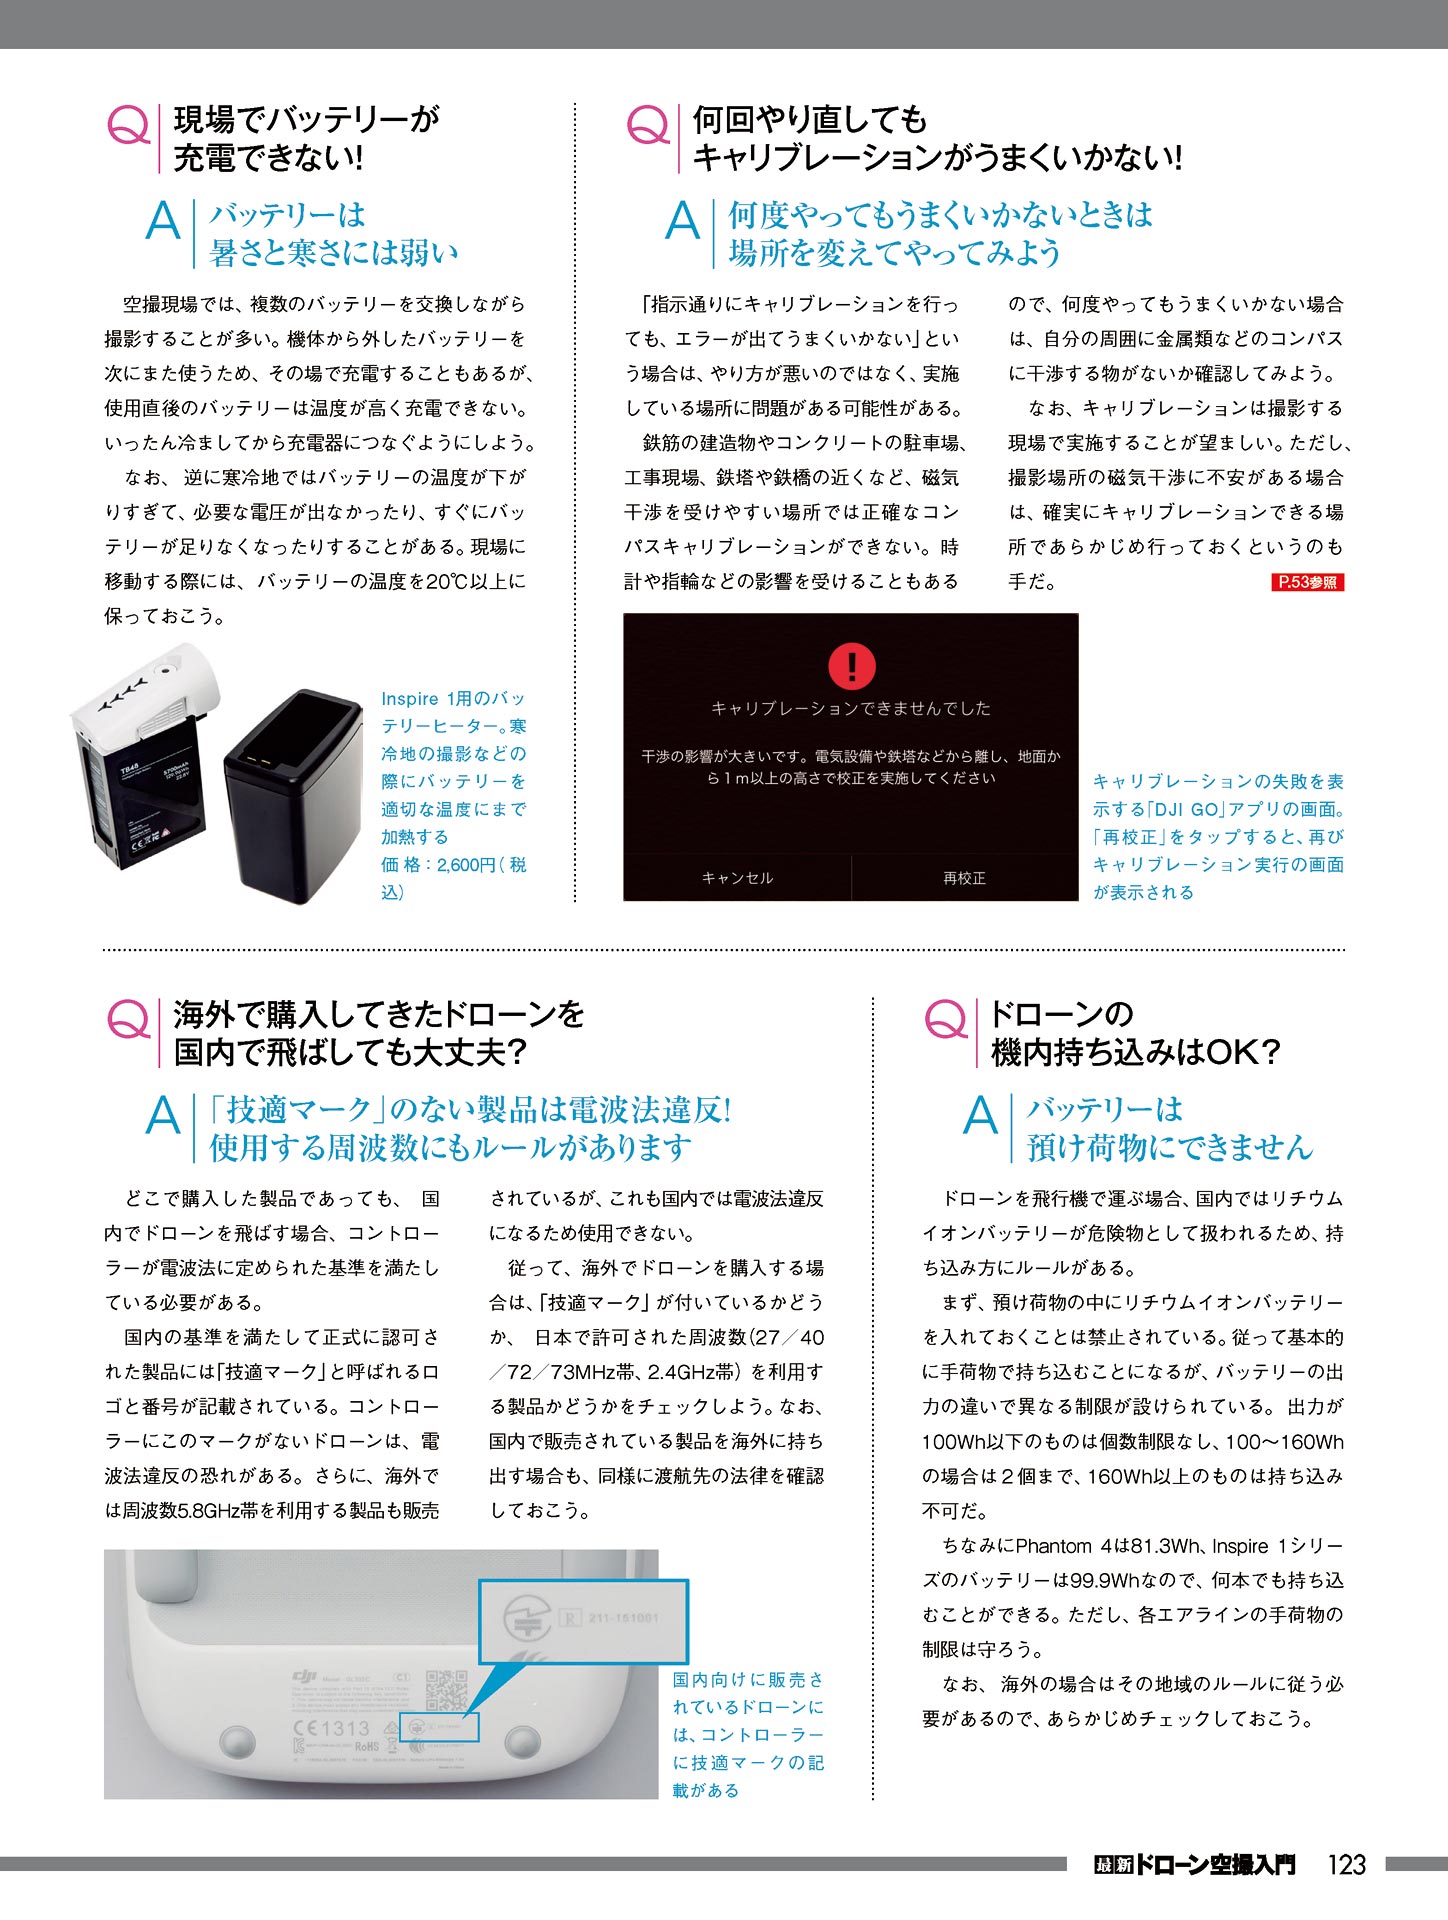 Q 現場でバッテリーが
充電できない!
A バッテリーは
暑さと寒さには弱い
空撮現場では、複数のバッテリーを交換しながら
撮影することが多い。機体から外したバッテリーを
次にまた使うため、その場で充電することもあるが、
使用直後のバッテリーは温度が高く充電できない。
いったん冷ましてから充電器につなぐようにしよう。
なお、逆に寒冷地ではバッテリーの温度が下が
りすぎて、必要な電圧が出なかったり、すぐにバッ
テリーが足りなくなったりすることがある。現場に
移動する際には、バッテリーの温度を20℃以上に
保っておこう。
TB48
5700mAh
22.8V
Inspire 1用のバッ
テリーヒーター。寒
冷地の撮影などの
際にバッテリーを
適切な温度にまで
加熱する
価格：2,600円（税
込）
Q 何回やり直しても
キャリブレーションがうまくいかない!
A 何度やってもうまくいかないときは
場所を変えてやってみよう
「指示通りにキャリブレーションを行っ
ても、エラーが出てうまくいかない」とい
う場合は、やり方が悪いのではなく、実施
している場所に問題がある可能性がある。
鉄筋の建造物やコンクリートの駐車場、
工事現場、鉄塔や鉄橋の近くなど、磁気
干渉を受けやすい場所では正確なコン
パスキャリブレーションができない。時
計や指輪などの影響を受けることもある
ので、何度やってもうまくいかない場合
は、自分の周囲に金属類などのコンパス
に干渉する物がないか確認してみよう。
なお、キャリブレーションは撮影する
現場で実施することが望ましい。ただし、
撮影場所の磁気干渉に不安がある場合
は、確実にキャリブレーションできる場
所であらかじめ行っておくというのも
手だ。
P.53参照
キャリブレーションできませんでした
干渉の影響が大きいです。電気設備や鉄塔などから離し、地面か
ら1m以上の高さで校正を実施してください
キャンセル
再校正
キャリブレーションの失敗を表
示する「DJI GO」アプリの画面。
「再校正」をタップすると、再び
キャリブレーション実行の画面
が表示される
Q 海外で購入してきたドローンを
国内で飛ばしても大丈夫?
A 「技適マーク」のない製品は電波法違反!
使用する周波数にもルールがあります
どこで購入した製品であっても、国
内でドローンを飛ばす場合、コントロー
ラーが電波法に定められた基準を満たし
ている必要がある。
国内の基準を満たして正式に認可さ
れた製品には「技適マーク」と呼ばれるロ
ゴと番号が記載されている。コントロー
ラーにこのマークがないドローンは、電
波法違反の恐れがある。さらに、海外で
は周波数5.8GHz帯を利用する製品も販売
されているが、これも国内では電波法違反
になるため使用できない。
従って、海外でドローンを購入する場
合は、「技適マーク」が付いているかどう
か、日本で許可された周波数（27／40
／72／73MHz帯、2.4GHz帯）を利用す
る製品かどうかをチェックしよう。なお、
国内で販売されている製品を海外に持ち
出す場合も、同様に渡航先の法律を確認
しておこう。
R 211-151001
dji
C1
CE1313
RoHS
国内向けに販売さ
れているドローンに
は、コントローラー
に技適マークの記
載がある
Q ドローンの
機内持ち込みはOK?
A バッテリーは
預け荷物にできません
ドローンを飛行機で運ぶ場合、国内ではリチウム
イオンバッテリーが危険物として扱われるため、持
ち込み方にルールがある。
まず、預け荷物の中にリチウムイオンバッテリー
を入れておくことは禁止されている。従って基本的
に手荷物で持ち込むことになるが、バッテリーの出
力の違いで異なる制限が設けられている。出力が
100Wh以下のものは個数制限なし、100〜160Wh
の場合は2個まで、160Wh以上のものは持ち込み
不可だ。
ちなみにPhantom 4は81.3Wh、Inspire 1シリー
ズのバッテリーは99.9Whなので、何本でも持ち込
むことができる。ただし、各エアラインの手荷物の
制限は守ろう。
なお、海外の場合はその地域のルールに従う必
要があるので、あらかじめチェックしておこう。
最新ドローン空撮入門 123